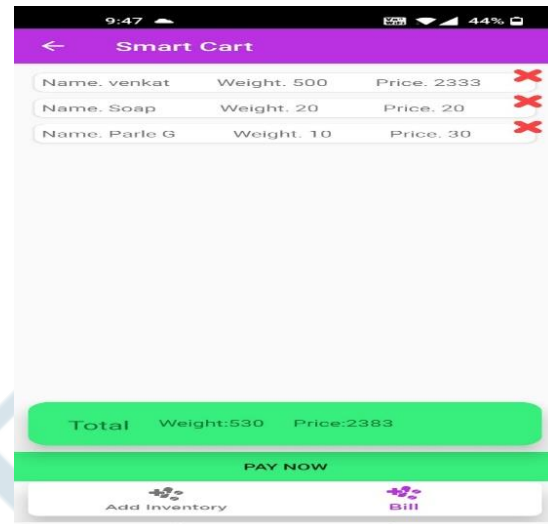 9:47 44%
Smart Cart
Name. venkat Weight. 500 Price. 2333
Name. Soap Weight. 20 Price. 20
Name. Parle G Weight. 10 Price. 30
Total Weight:530 Price:2383
PAY NOW
Add Inventory Bill